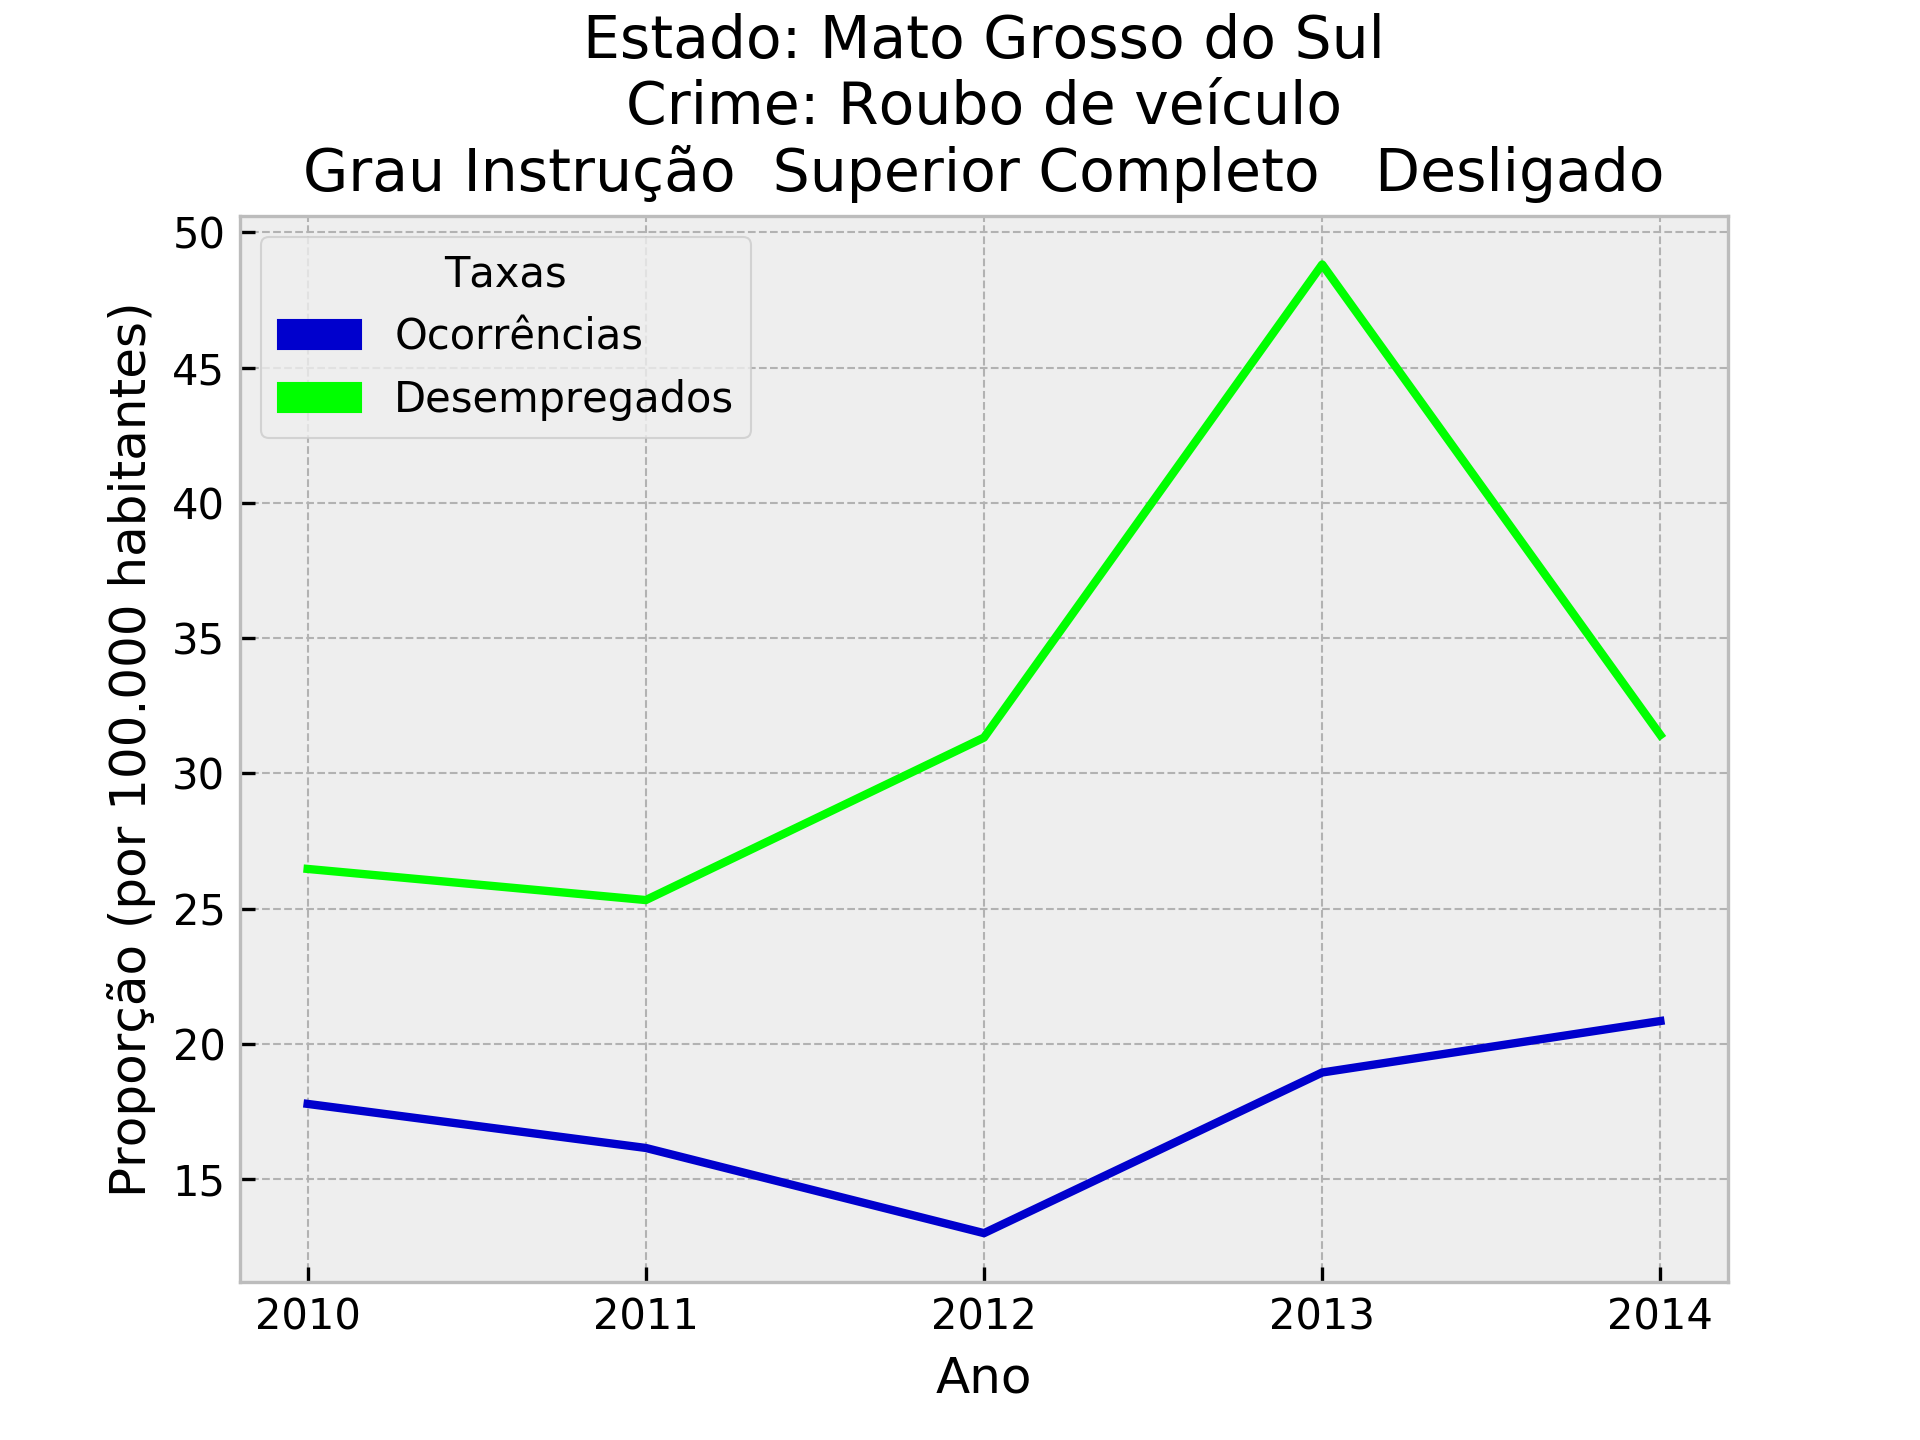 Estado: Mato Grosso do Sul
Crime: Roubo de veículo
Grau Instrução  Superior Completo   Desligado
Taxas
Ocorrências
Desempregados
Proporção (por 100.000 habitantes)
50
45
40
35
30
25
20
15
2010 2011 2012 2013 2014
Ano